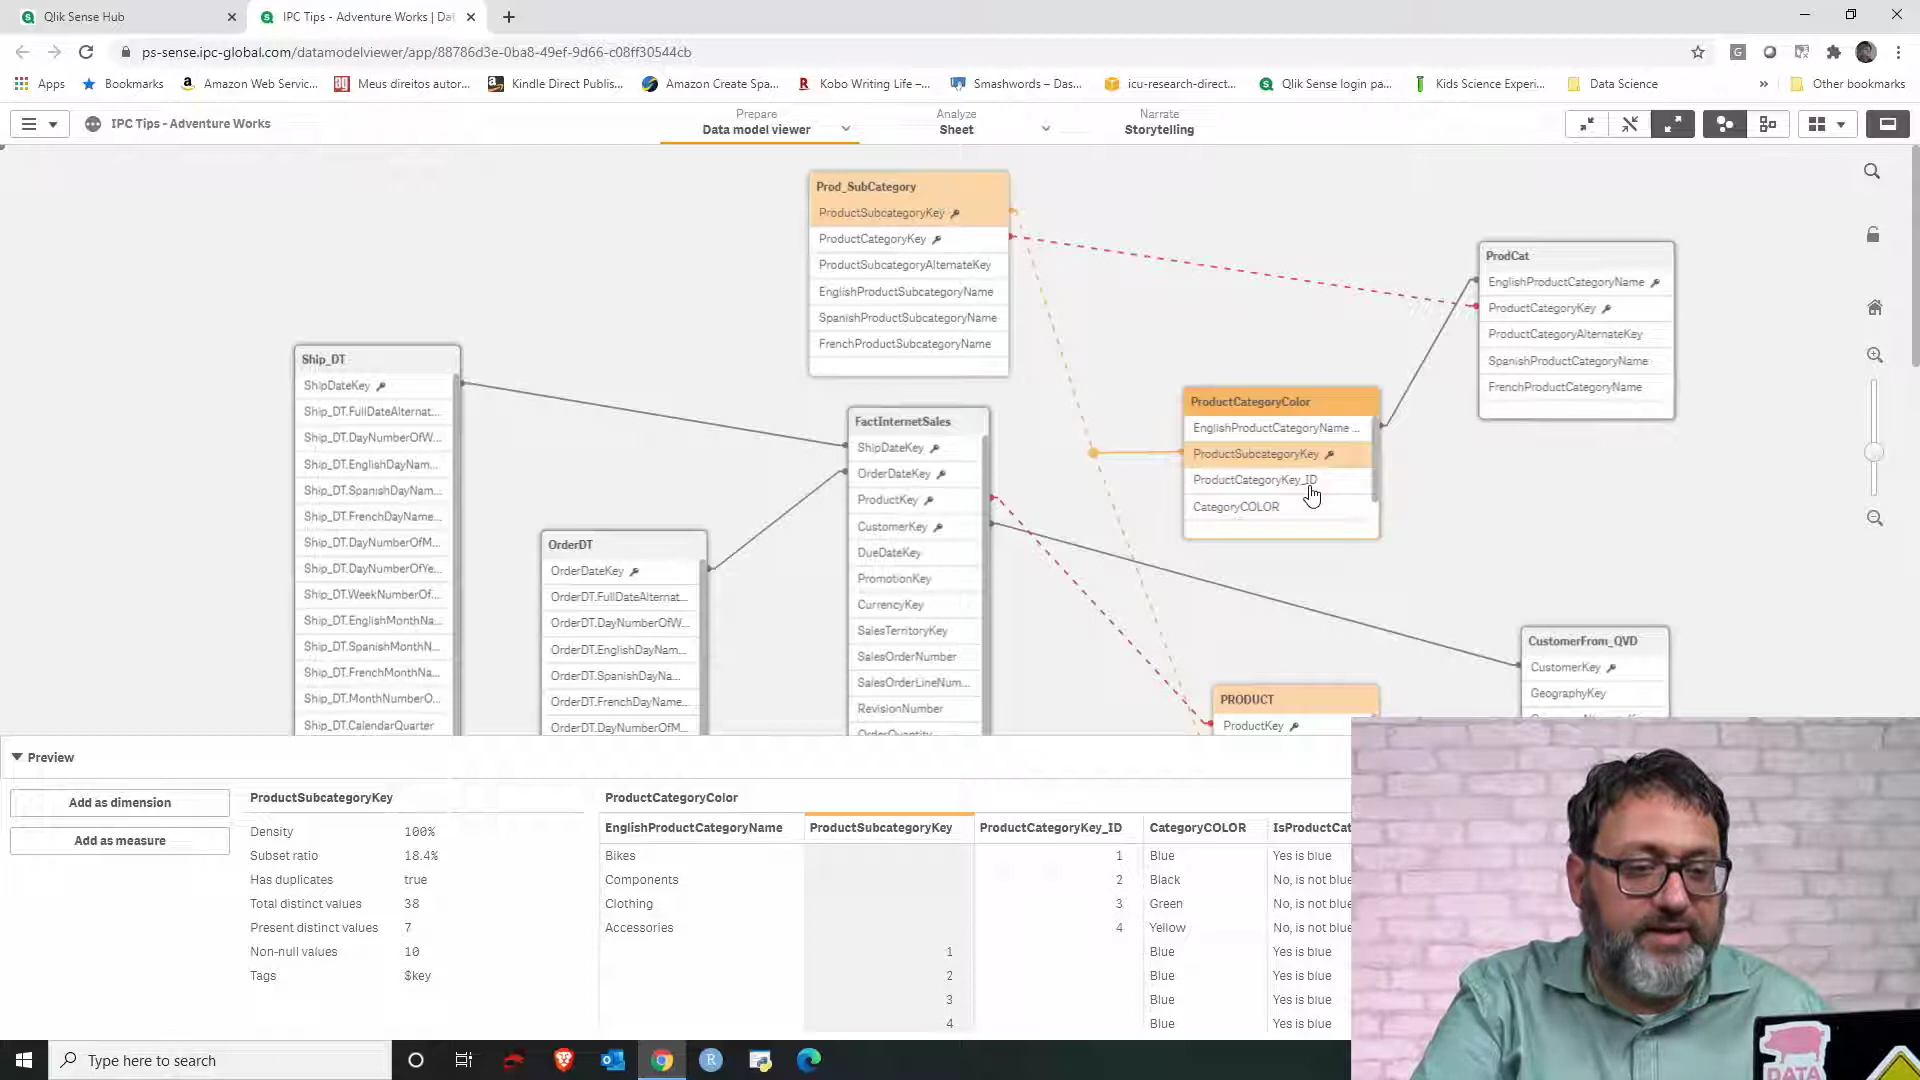 Qlik Sense Hub
IPC Tips - Adventure Works | Dat
ps-sense.ipc-global.com/datamodelviewer/app/88786d3e-0ba8-49ef-9d66-c08ff30544cb
Apps
Bookmarks
Amazon Web Servic...
Meus direitos autor...
Kindle Direct Publis...
Amazon Create Spa...
Kobo Writing Life –...
Smashwords – Das...
icu-research-direct...
Qlik Sense login pa...
Kids Science Experi...
Data Science
»
Other bookmarks
IPC Tips - Adventure Works
Prepare
Data model viewer
Analyze
Sheet
Narrate
Storytelling
Prod_SubCategory
ProductSubcategoryKey
ProductCategoryKey
ProductSubcategoryAlternateKey
EnglishProductSubcategoryName
SpanishProductSubcategoryName
FrenchProductSubcategoryName
ProdCat
EnglishProductCategoryName
ProductCategoryKey
ProductCategoryAlternateKey
SpanishProductCategoryName
FrenchProductCategoryName
Ship_DT
ShipDateKey
Ship_DT.FullDateAlternat...
Ship_DT.DayNumberOfW...
Ship_DT.EnglishDayNam...
Ship_DT.SpanishDayNam...
Ship_DT.FrenchDayName...
Ship_DT.DayNumberOfM...
Ship_DT.DayNumberOfYe...
Ship_DT.WeekNumberOf...
Ship_DT.EnglishMonthNa...
Ship_DT.SpanishMonthN...
Ship_DT.FrenchMonthNa...
Ship_DT.MonthNumberO...
Ship_DT.CalendarQuarter
OrderDT
OrderDateKey
OrderDT.FullDateAlternat...
OrderDT.DayNumberOfW...
OrderDT.EnglishDayNam...
OrderDT.SpanishDayNa...
OrderDT.FrenchDayName...
OrderDT.DayNumberOfM...
FactInternetSales
ShipDateKey
OrderDateKey
ProductKey
CustomerKey
DueDateKey
PromotionKey
CurrencyKey
SalesTerritoryKey
SalesOrderNumber
SalesOrderLineNum...
RevisionNumber
OrderQuantity
ProductCategoryColor
EnglishProductCategoryName ...
ProductSubcategoryKey
ProductCategoryKey_ID
CategoryCOLOR
PRODUCT
ProductKey
CustomerFrom_QVD
CustomerKey
GeographyKey
Preview
Add as dimension
Add as measure
ProductSubcategoryKey
Density 100%
Subset ratio 18.4%
Has duplicates true
Total distinct values 38
Present distinct values 7
Non-null values 10
Tags $key
ProductCategoryColor
EnglishProductCategoryName ProductSubcategoryKey ProductCategoryKey_ID CategoryCOLOR IsProductCat
Bikes 1 Blue Yes is blue
Components 2 Black No, is not blue
Clothing 3 Green No, is not blue
Accessories 4 Yellow No, is not blue
1 Blue Yes is blue
2 Blue Yes is blue
3 Blue Yes is blue
4 Blue Yes is blue
DATA
Type here to search